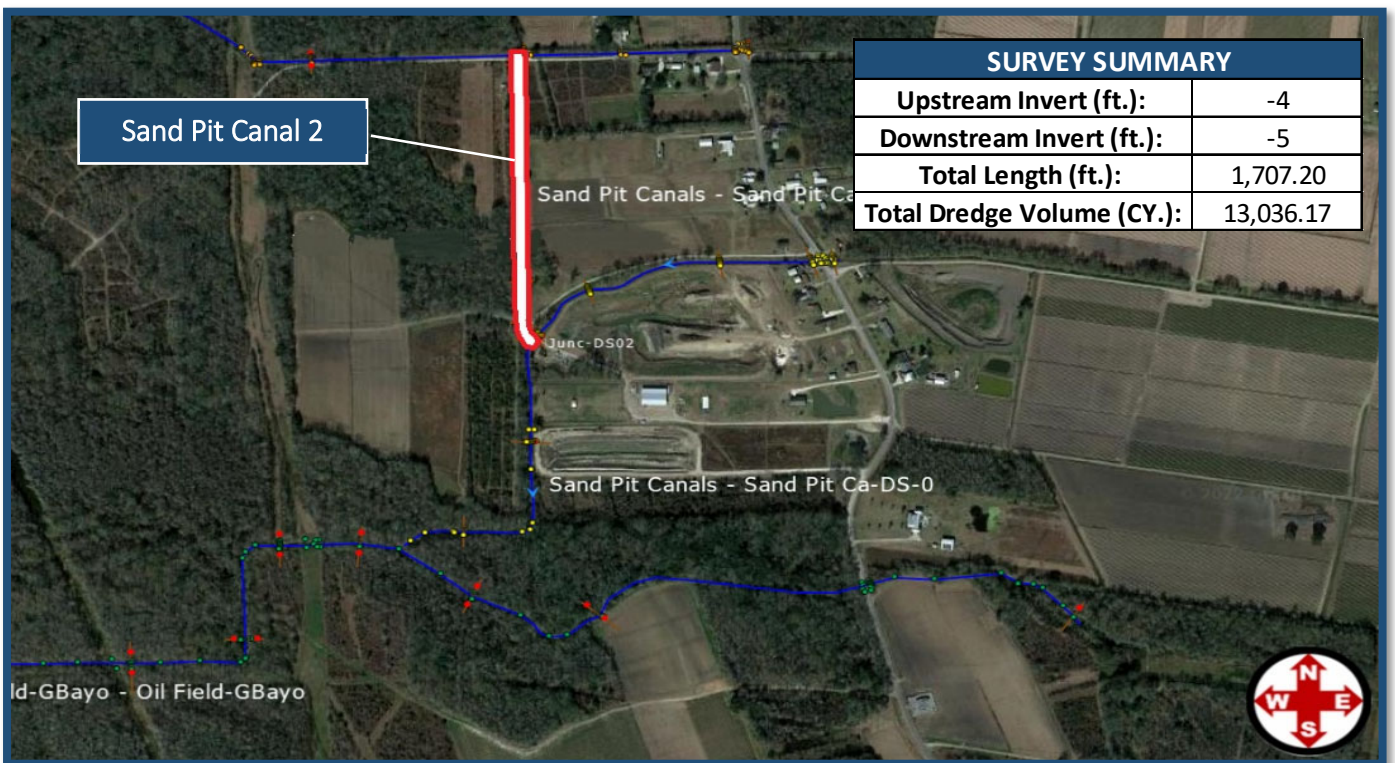 SURVEY SUMMARY
Upstream Invert (ft.): -4
Downstream Invert (ft.): -5
Total Length (ft.): 1,707.20
Total Dredge Volume (CY.): 13,036.17
Sand Pit Canal 2
Sand Pit Canals - Sand Pit Ca
Junc-DS02
Sand Pit Canals - Sand Pit Ca-DS-0
ld-GBayo - Oil Field-GBayo
N
W E
S